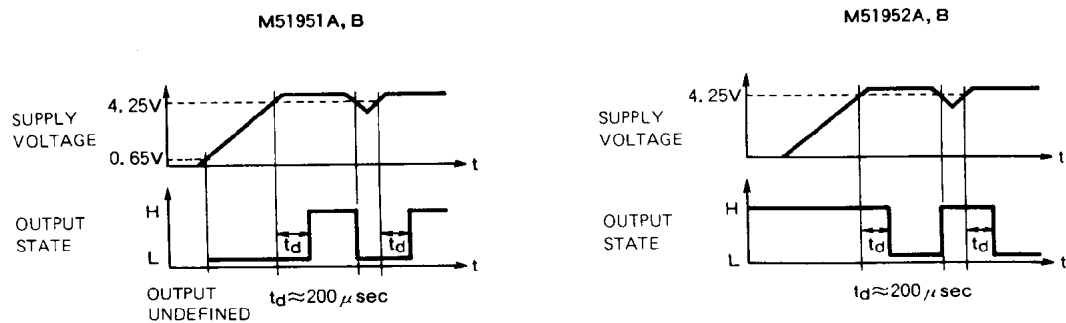 M51951A, B
4.25V
SUPPLY
VOLTAGE
0.65V
t
H
OUTPUT
STATE
td
td
L
t
OUTPUT
UNDEFINED
td≈200μsec
M51952A, B
4.25V
SUPPLY
VOLTAGE
t
H
OUTPUT
STATE
td
td
L
t
td≈200μsec